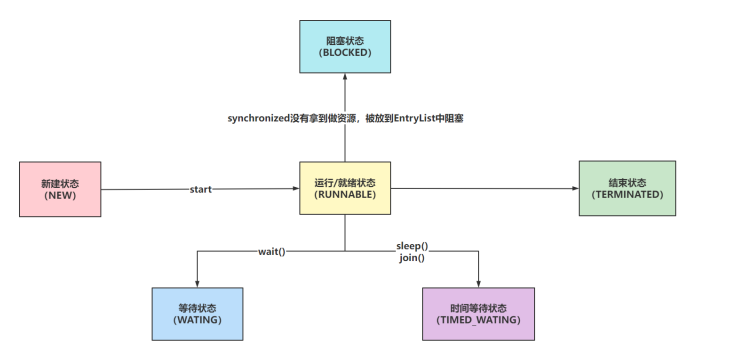 阻塞状态
（BLOCKED）
synchronized没有拿到做资源，被放到EntryList中阻塞
新建状态
（NEW）
start
运行/就绪状态
（RUNNABLE）
结束状态
（TERMINATED）
wait()
sleep()
join()
等待状态
（WATING）
时间等待状态
（TIMED_WATING）